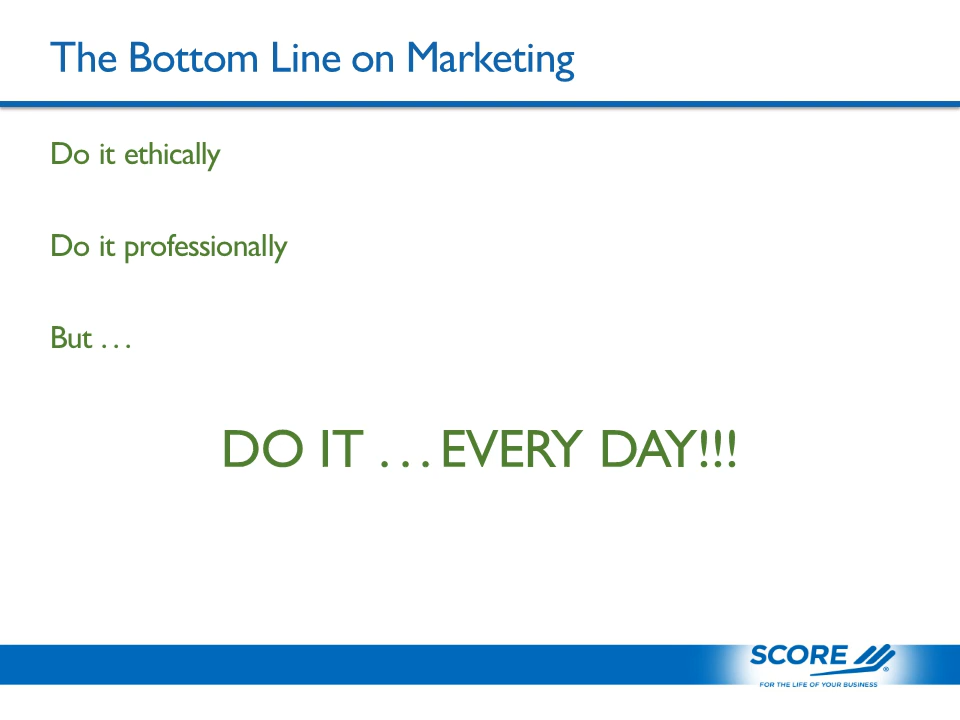 The Bottom Line on Marketing
Do it ethically
Do it professionally
But . . .
DO IT . . . EVERY DAY!!!
SCORE
®
FOR THE LIFE OF YOUR BUSINESS